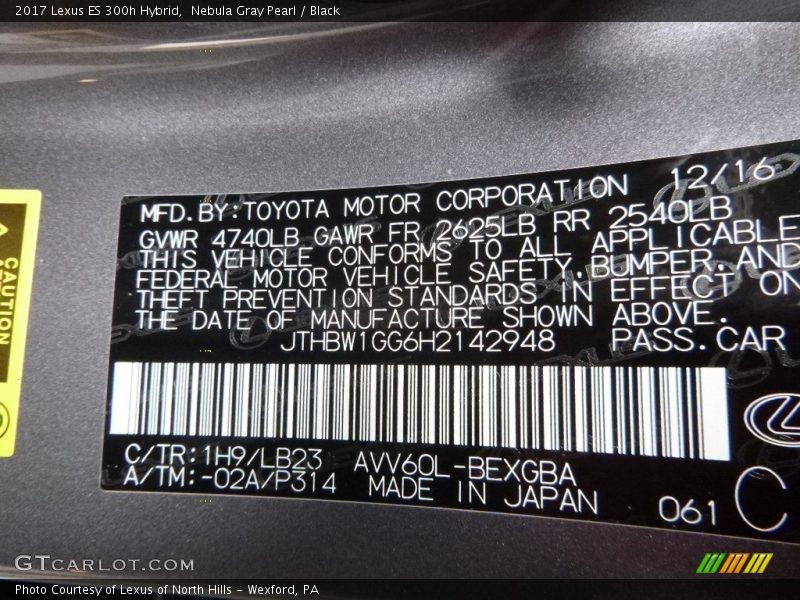 2017 Lexus ES 300h Hybrid,  Nebula Gray Pearl / Black
MFD.BY:TOYOTA MOTOR CORPORATION 12/16
GVWR 4740LB GAWR FR 2625LB RR 2540LB
THIS VEHICLE CONFORMS TO ALL APPLICABLE
FEDERAL MOTOR VEHICLE SAFETY,BUMPER,AND
THEFT PREVENTION STANDARDS IN EFFECT ON
THE DATE OF MANUFACTURE SHOWN ABOVE.
JTHBW1GG6H2142948 PASS.CAR
C/TR:1H9/LB23 AVV60L-BEXGBA
A/TM:-02A/P314 MADE IN JAPAN 061 C
CAUTION
GTCARLOT.COM
Photo Courtesy of Lexus of North Hills - Wexford, PA